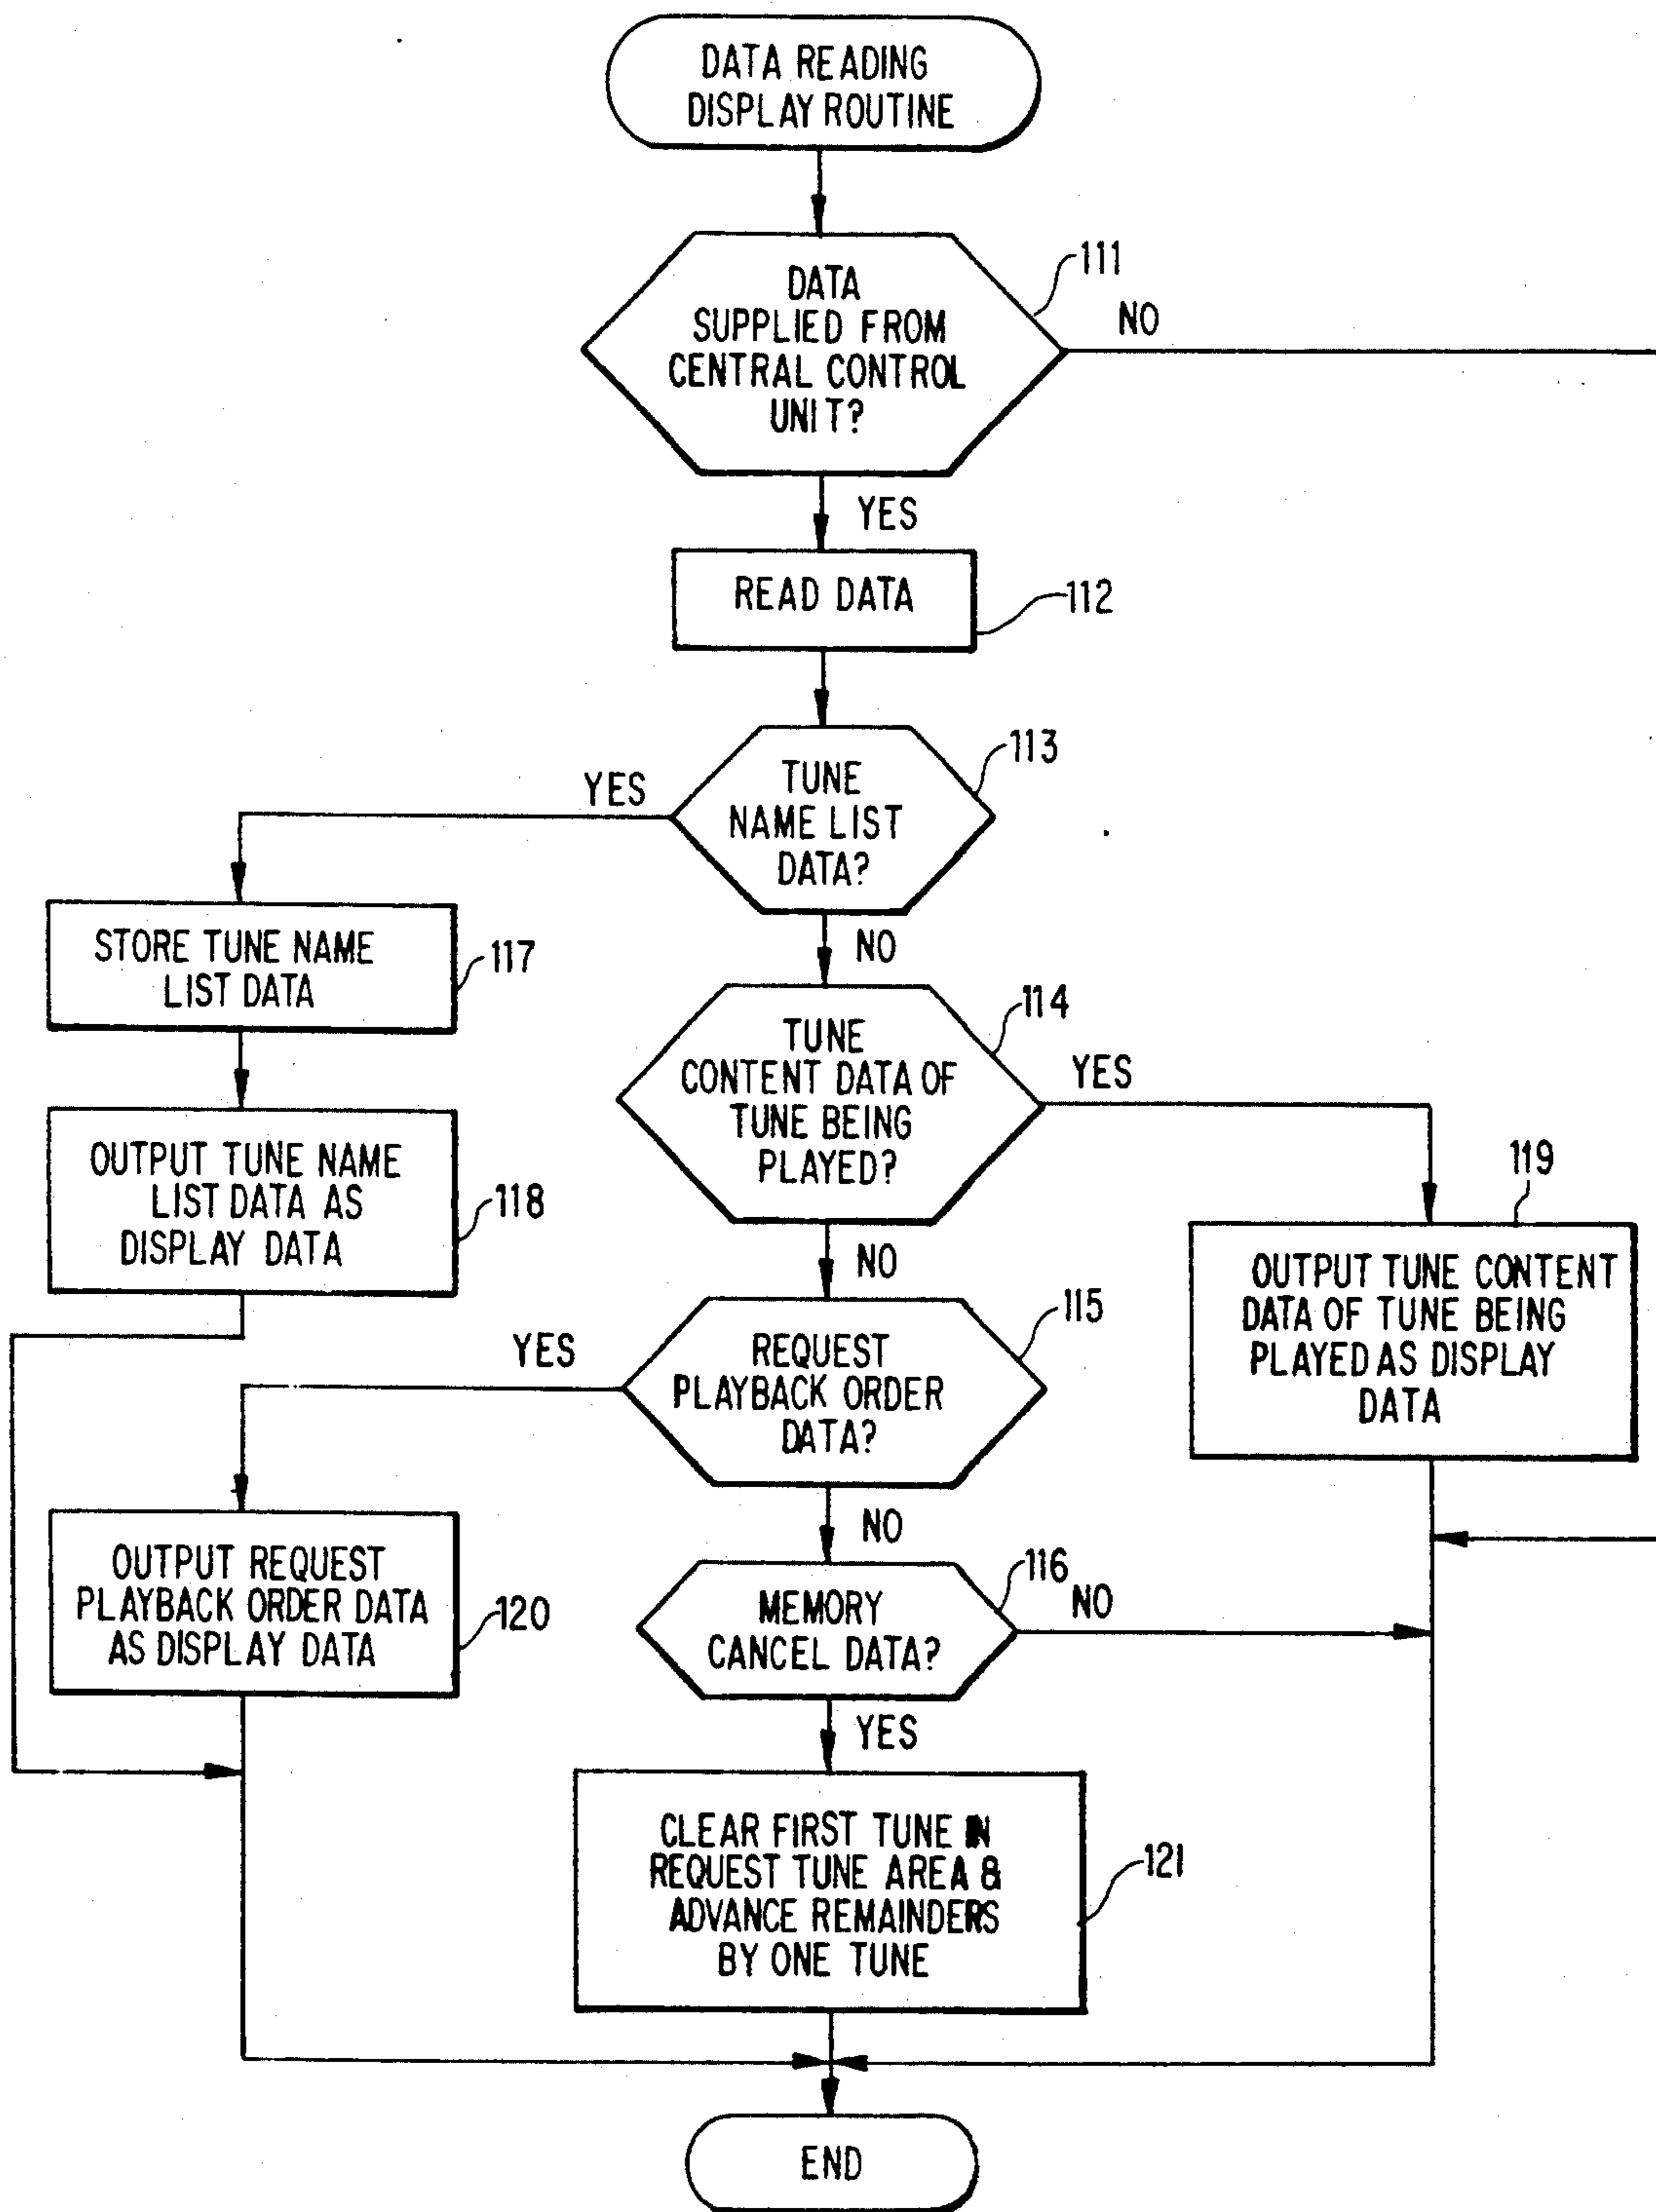 DATA READING
DISPLAY ROUTINE
DATA
SUPPLIED FROM
CENTRAL CONTROL
UNIT?
111
NO
YES
READ DATA
112
TUNE
NAME LIST
DATA?
113
YES
NO
STORE TUNE NAME
LIST DATA
117
OUTPUT TUNE NAME
LIST DATA AS
DISPLAY DATA
118
TUNE
CONTENT DATA OF
TUNE BEING
PLAYED?
114
YES
NO
OUTPUT TUNE CONTENT
DATA OF TUNE BEING
PLAYED AS DISPLAY
DATA
119
REQUEST
PLAYBACK ORDER
DATA?
115
YES
NO
OUTPUT REQUEST
PLAYBACK ORDER DATA
AS DISPLAY DATA
120
MEMORY
CANCEL DATA?
116
NO
YES
CLEAR FIRST TUNE IN
REQUEST TUNE AREA &
ADVANCE REMAINDERS
BY ONE TUNE
121
END